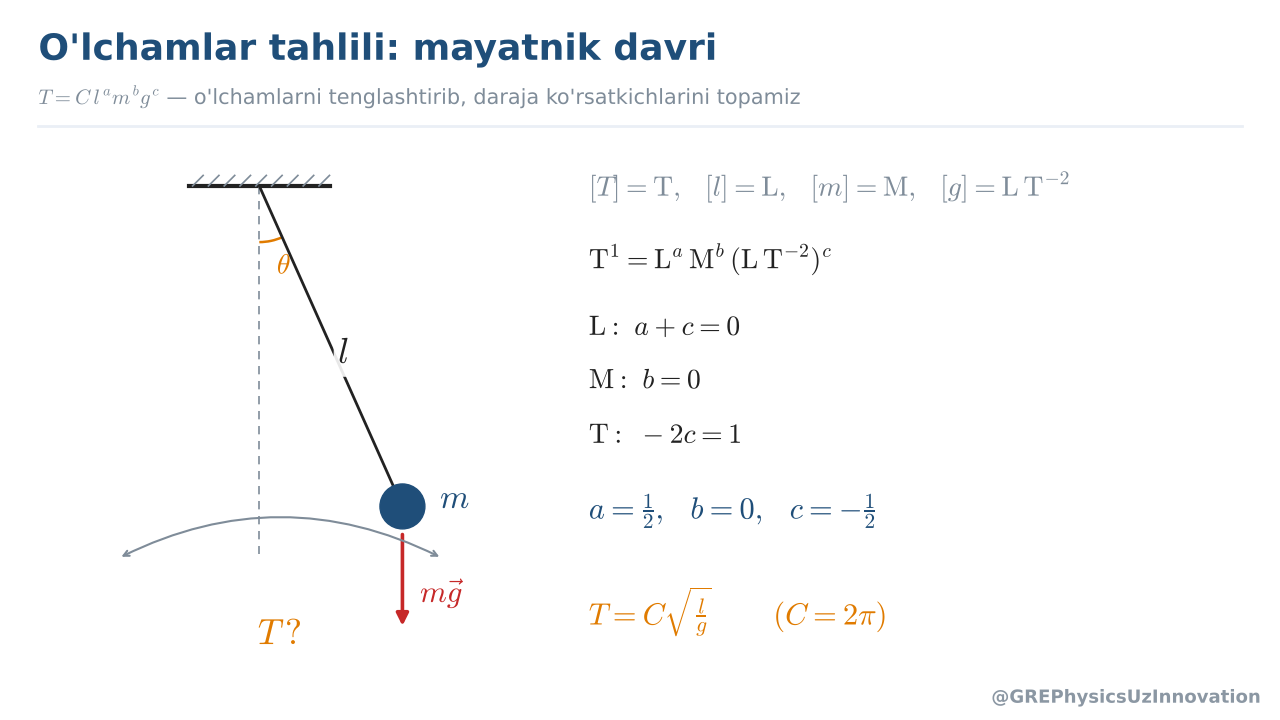 O'lchamlar tahlili: mayatnik davri
T = C l^a m^b g^c — o'lchamlarni tenglashtirib, daraja ko'rsatkichlarini topamiz
[T] = T, [l] = L, [m] = M, [g] = L T^{−2}
T^1 = L^a M^b (L T^{−2})^c
θ
L : a + c = 0
l
M : b = 0
T : − 2c = 1
m
a = 1/2, b = 0, c = −1/2
mg⃗
T = C√(l/g) (C = 2π)
T?
@GREPhysicsUzInnovation